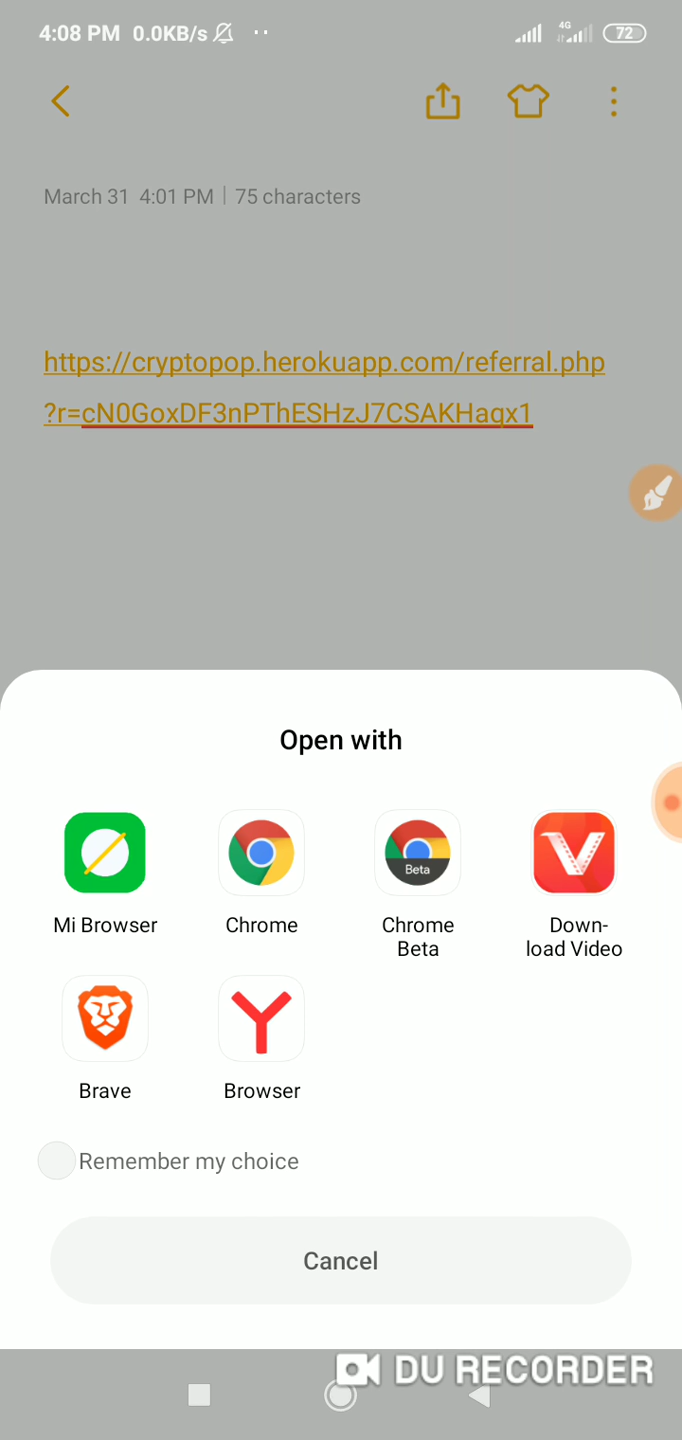 4:08 PM 0.0KB/s 4G 72
March 31 4:01 PM | 75 characters
https://cryptopop.herokuapp.com/referral.php
?r=cN0GoxDF3nPThESHzJ7CSAKHaqx1
Open with
Mi Browser
Chrome
Beta
Chrome
Beta
Down-
load Video
Brave
Browser
Remember my choice
Cancel
DU RECORDER